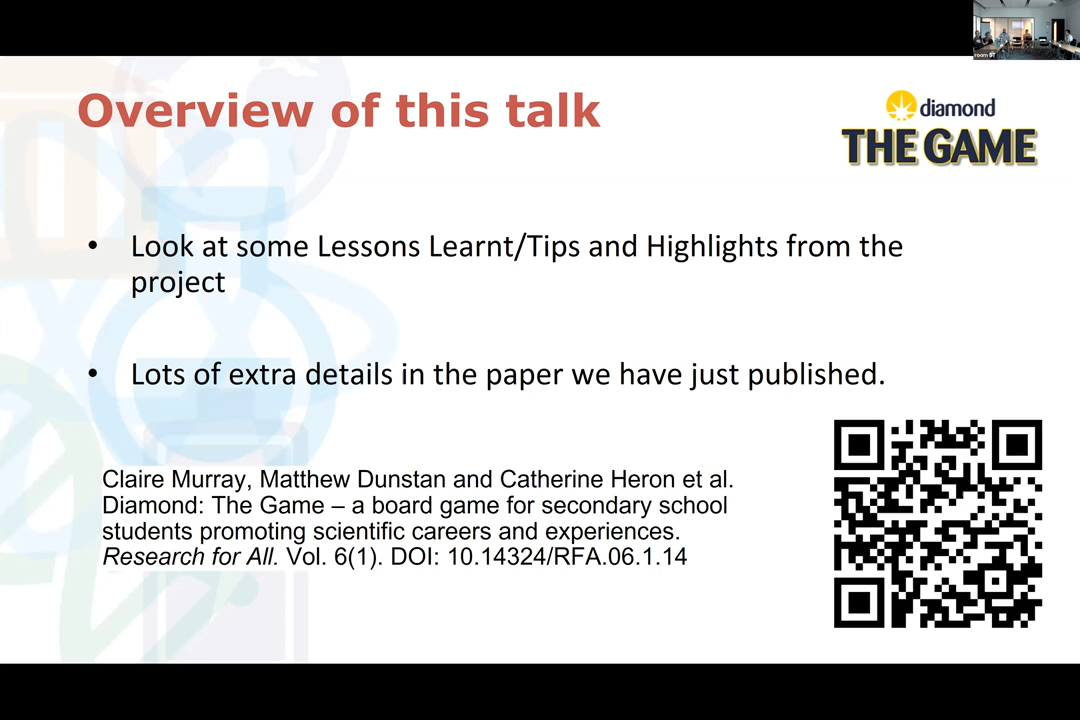 Overview of this talk
diamond
THE GAME
• Look at some Lessons Learnt/Tips and Highlights from the
project
• Lots of extra details in the paper we have just published.
Claire Murray, Matthew Dunstan and Catherine Heron et al.
Diamond: The Game – a board game for secondary school
students promoting scientific careers and experiences.
Research for All. Vol. 6(1). DOI: 10.14324/RFA.06.1.14